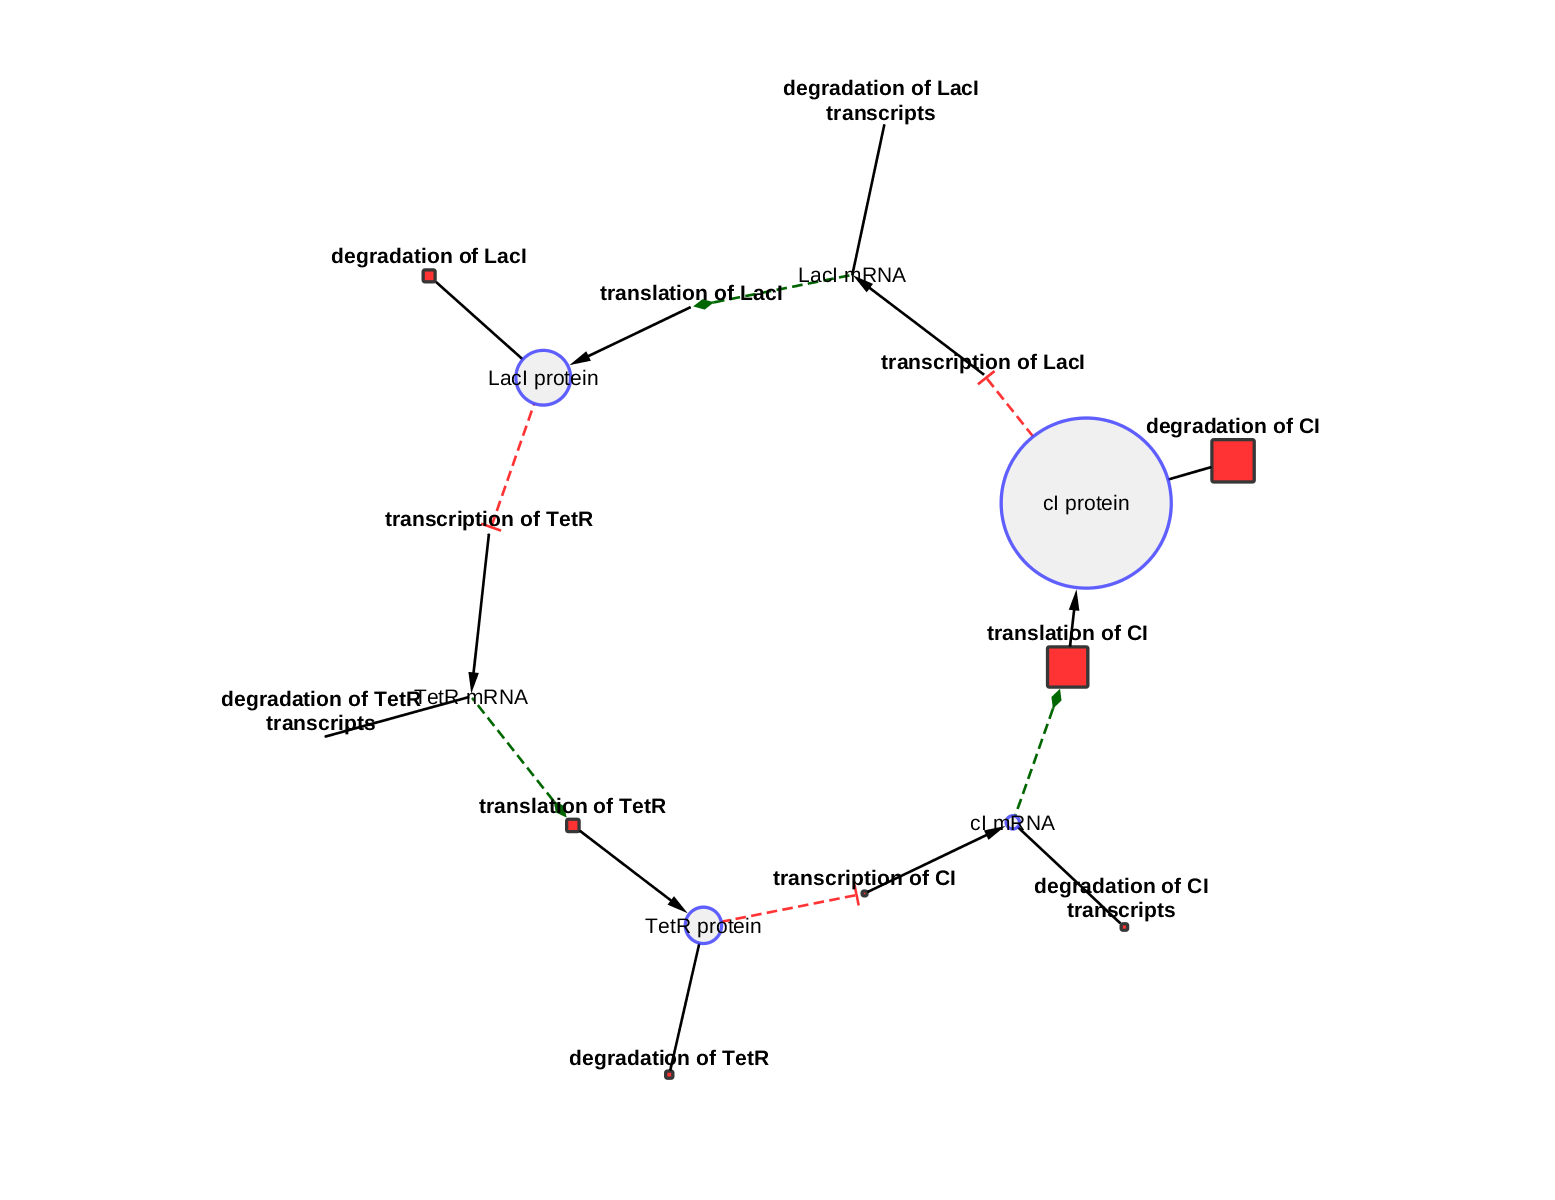 degradation of LacI
transcripts
degradation of LacI
LacI mRNA
translation of LacI
transcription of LacI
LacI protein
degradation of CI
cI protein
transcription of TetR
translation of CI
TetR mRNA
degradation of TetR
transcripts
translation of TetR
cI mRNA
transcription of CI
degradation of CI
transcripts
TetR protein
degradation of TetR